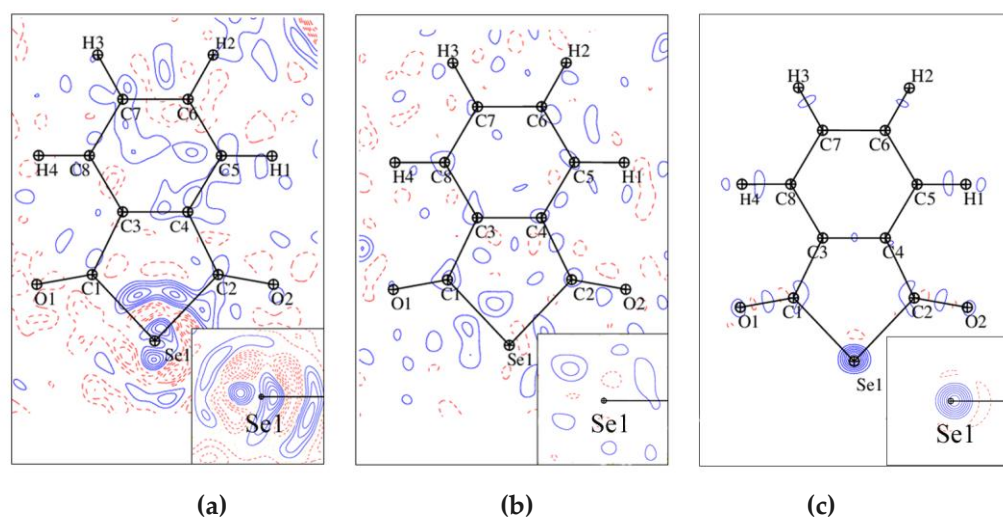 H3 H2
C7 C6
H4 C8 C5 H1
C3 C4
O1 C1 C2 O2
Se1
Se1
(a)
H3 H2
C7 C6
H4 C8 C5 H1
C3 C4
O1 C1 C2 O2
Se1
Se1
(b)
H3 H2
C7 C6
H4 C8 C5 H1
C3 C4
O1 C1 C2 O2
Se1
Se1
(c)